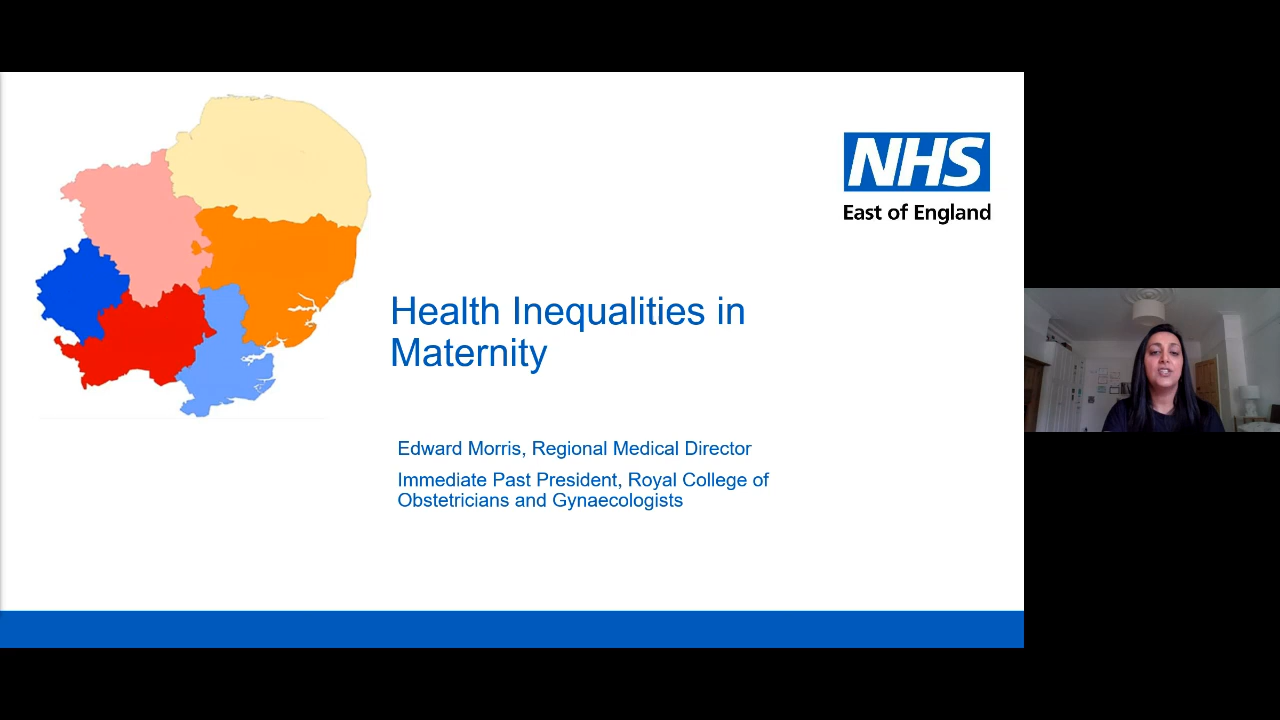 NHS
East of England
Health Inequalities in
Maternity
Edward Morris, Regional Medical Director
Immediate Past President, Royal College of
Obstetricians and Gynaecologists